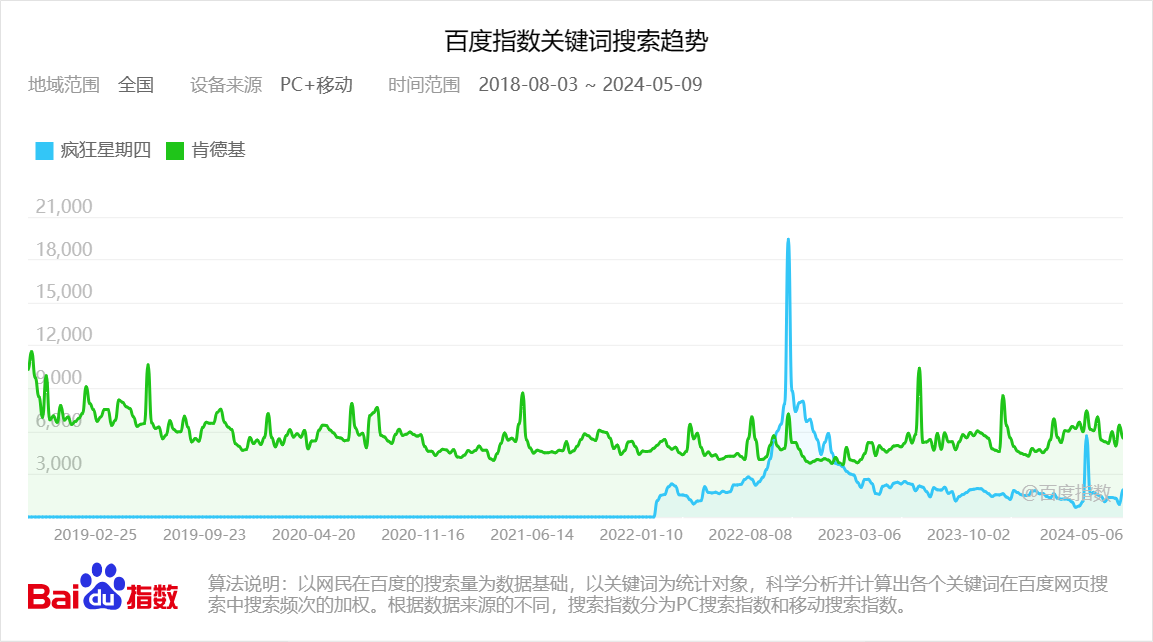 百度指数关键词搜索趋势
地域范围 全国 设备来源 PC+移动 时间范围 2018-08-03 ~ 2024-05-09
疯狂星期四 肯德基
21,000
18,000
15,000
12,000
9,000
6,000
3,000
@百度指数
2019-02-25 2019-09-23 2020-04-20 2020-11-16 2021-06-14 2022-01-10 2022-08-08 2023-03-06 2023-10-02 2024-05-06
Bai du 指数
算法说明：以网民在百度的搜索量为数据基础，以关键词为统计对象，科学分析并计算出各个关键词在百度网页搜
索中搜索频次的加权。根据数据来源的不同，搜索指数分为PC搜索指数和移动搜索指数。